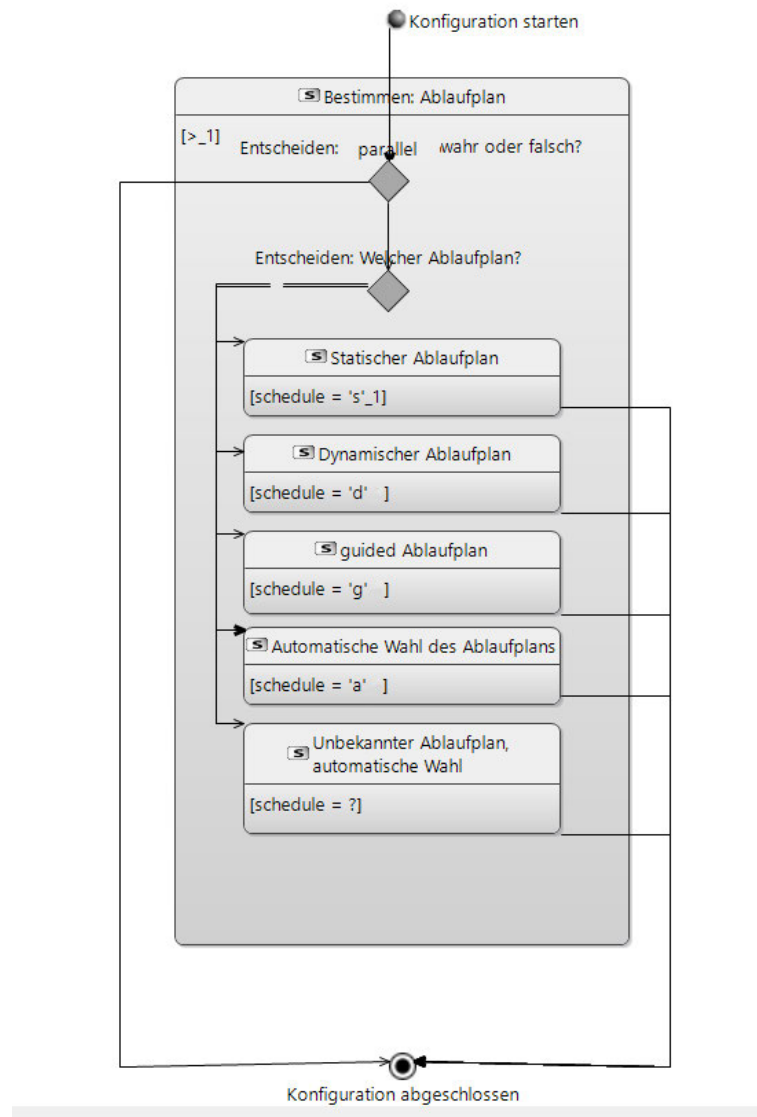 Konfiguration starten
S Bestimmen: Ablaufplan
[>_1]
Entscheiden: parallel wahr oder falsch?
Entscheiden: Welcher Ablaufplan?
S Statischer Ablaufplan
[schedule = 's'_1]
S Dynamischer Ablaufplan
[schedule = 'd' ]
S guided Ablaufplan
[schedule = 'g' ]
S Automatische Wahl des Ablaufplans
[schedule = 'a' ]
S Unbekannter Ablaufplan,
automatische Wahl
[schedule = ?]
Konfiguration abgeschlossen